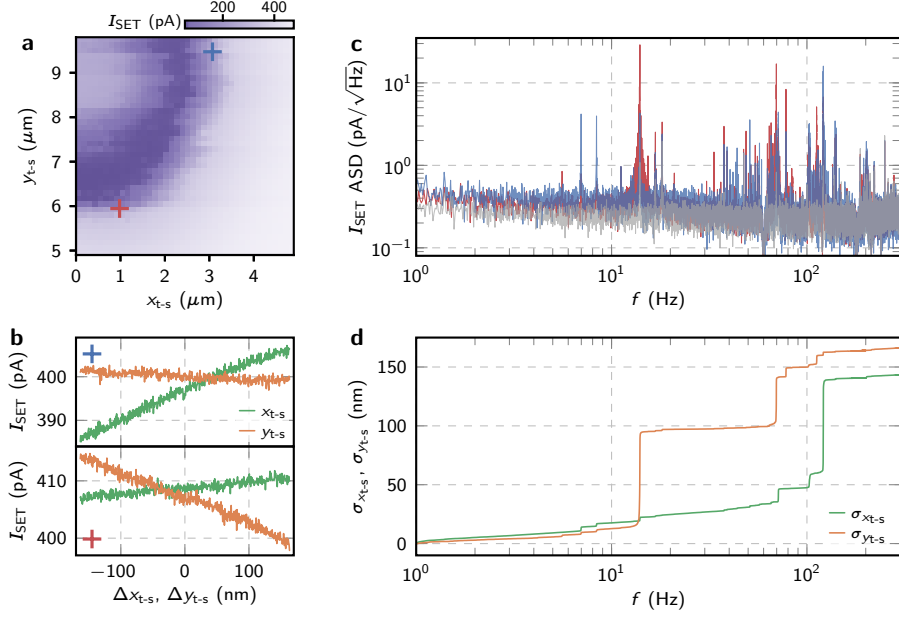 I_SET (pA) 200 400
a
9
8
7
6
5
y_t-s (μm)
0 1 2 3 4
x_t-s (μm)
b
400
390
I_SET (pA)
x_t-s
y_t-s
410
400
I_SET (pA)
−100 0 100
Δx_t-s, Δy_t-s (nm)
c
10^1
10^0
10^−1
I_SET ASD (pA/√Hz)
10^0 10^1 10^2
f (Hz)
d
150
100
50
0
σ_x_t-s, σ_y_t-s (nm)
σ_x_t-s
σ_y_t-s
10^0 10^1 10^2
f (Hz)